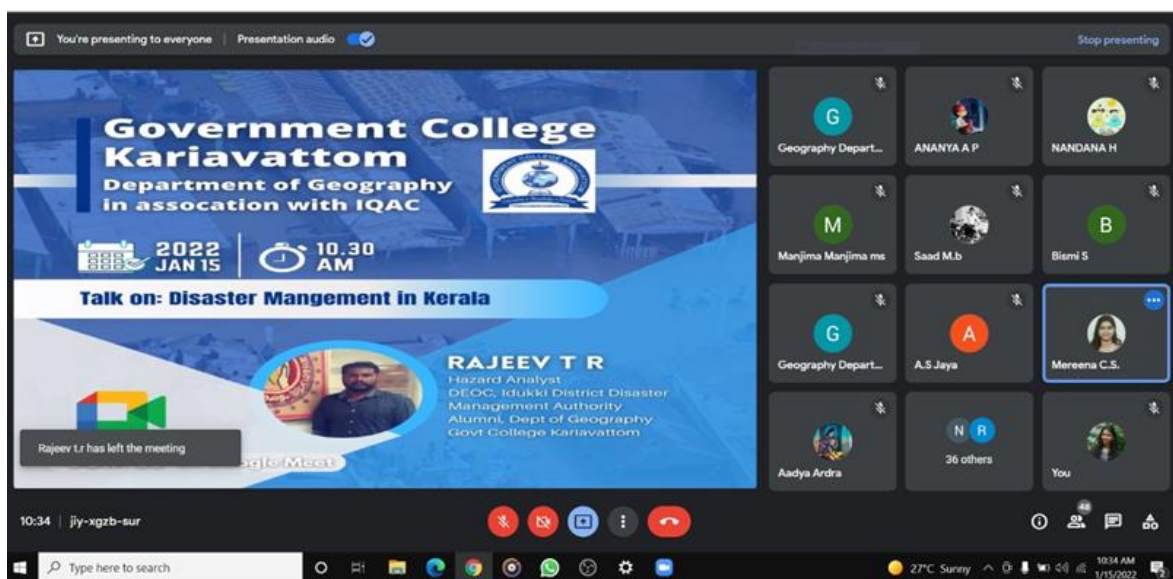 You're presenting to everyone
Presentation audio
Stop presenting
Government College
Kariavattom
Department of Geography
in assocation with IQAC
2022
JAN 15
10.30
AM
Talk on: Disaster Mangement in Kerala
RAJEEV T R
Hazard Analyst
DEOC, Idukki District Disaster
Management Authority
Alumni, Dept of Geography
Govt College Kariavattom
Rajeev t.r has left the meeting
Meet
G
Geography Depart...
ANANYA A P
NANDANA H
M
Manjima Manjima ms
Saad M.b
B
Bismi S
G
Geography Depart...
A
A.S.Jaya
Mereena C.S.
Aadya Ardra
N R
36 others
You
10:34 | jiy-xgzb-sur
48
Type here to search
27°C Sunny
10:34 AM
1/15/2022